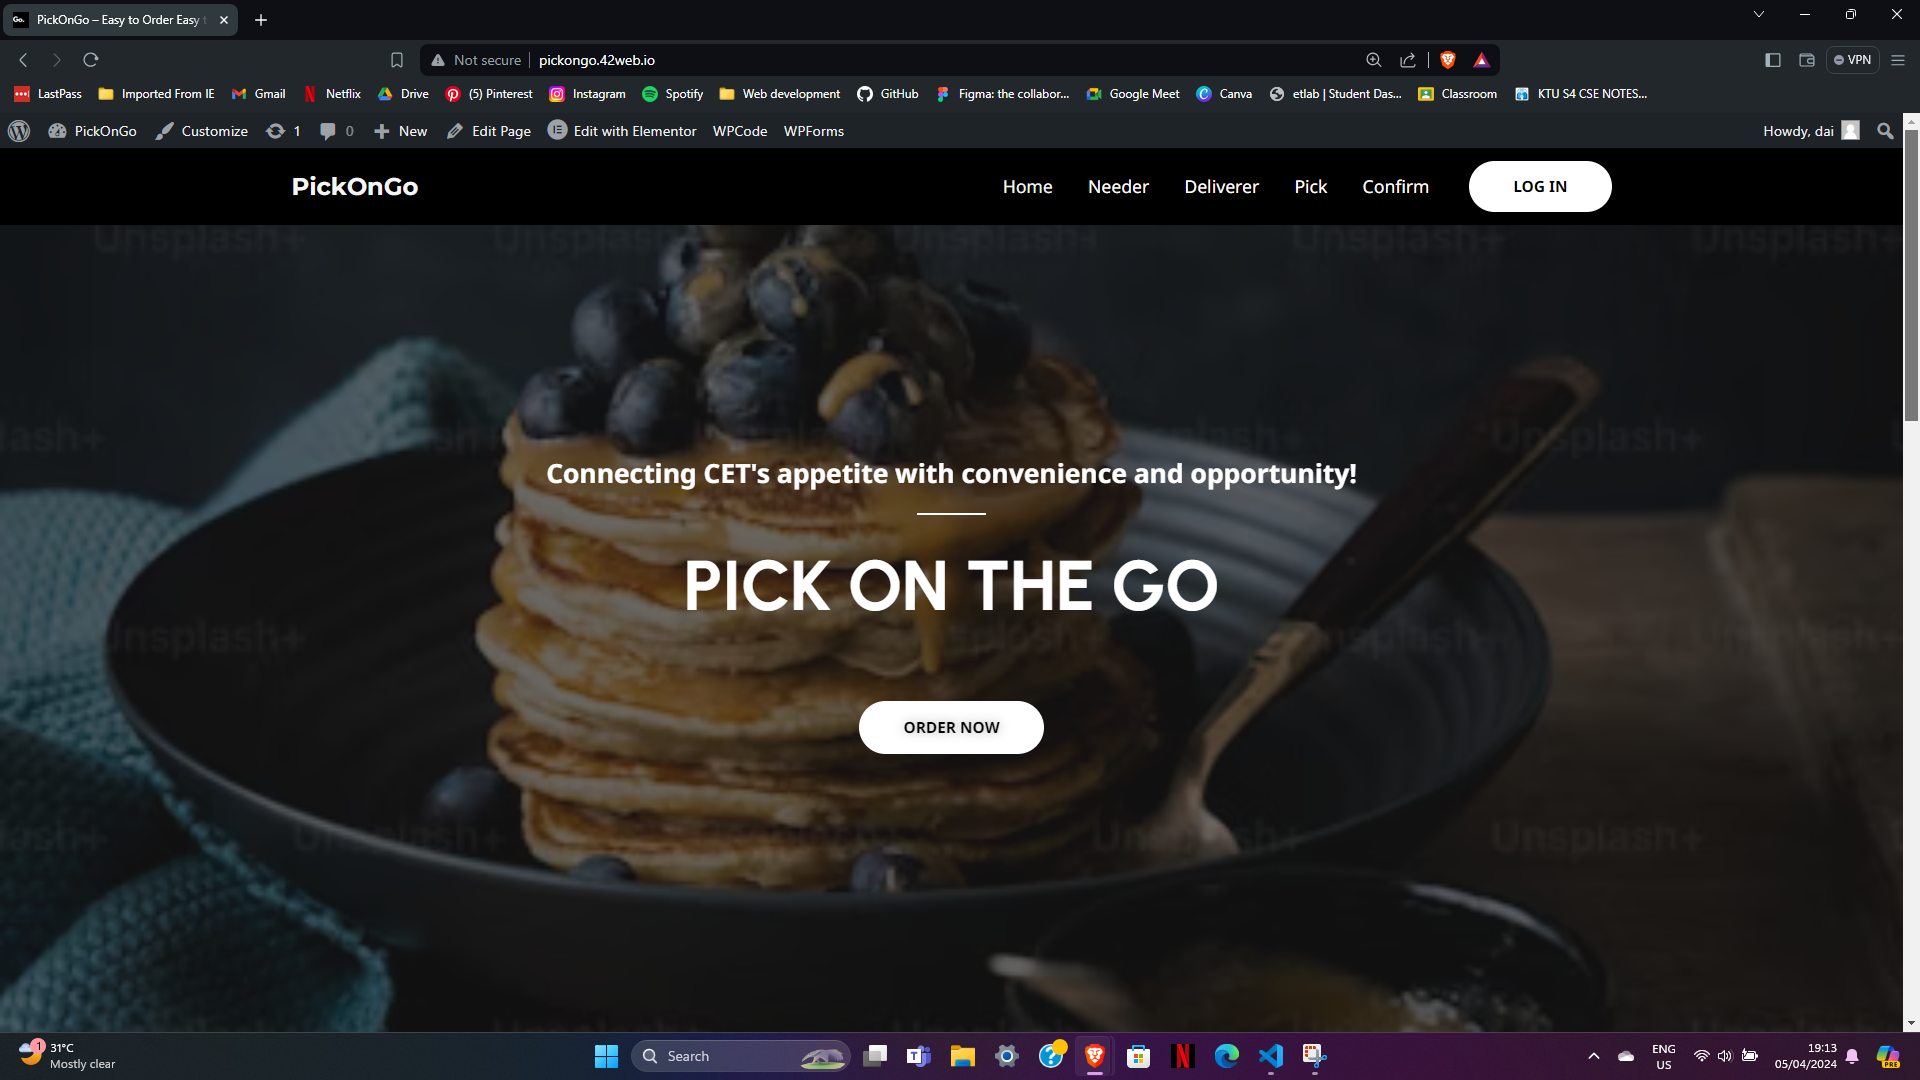 Go. PickOnGo – Easy to Order Easy t
Not secure pickongo.42web.io VPN
LastPass Imported From IE Gmail Netflix Drive (5) Pinterest Instagram Spotify Web development GitHub Figma: the collabor... Google Meet Canva etlab | Student Das... Classroom KTU S4 CSE NOTES...
PickOnGo Customize 1 0 New Edit Page Edit with Elementor WPCode WPForms Howdy, dai
PickOnGo Home Needer Deliverer Pick Confirm LOG IN
Unsplash+ Unsplash+ Unsplash+ Unsplash+ Unsplash+
Connecting CET's appetite with convenience and opportunity!
PICK ON THE GO
ORDER NOW
1 31°C
Mostly clear
Search
ENG
US
19:13
05/04/2024
PRE